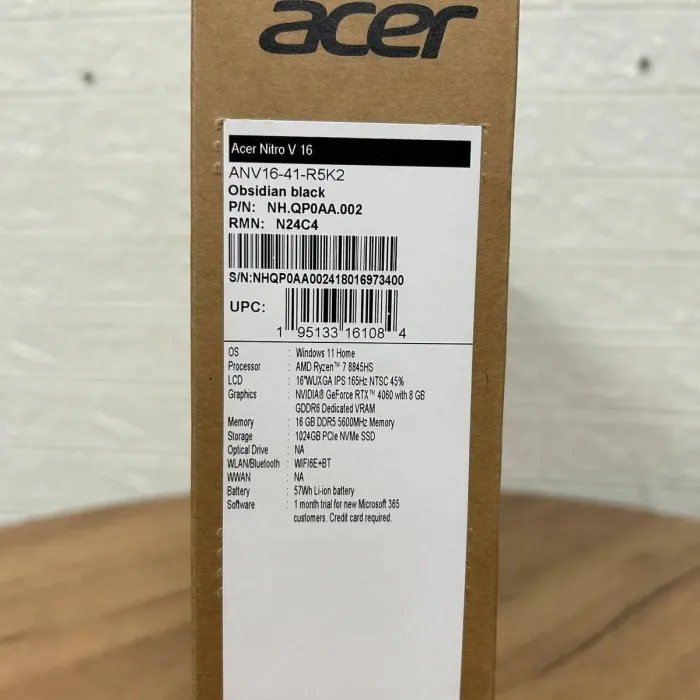 acer
Acer Nitro V 16
ANV16-41-R5K2
Obsidian black
P/N: NH.QP0AA.002
RMN: N24C4
S/N:NHQP0AA002418016973400
UPC:
1 95133 16108 4
OS : Windows 11 Home
Processor : AMD Ryzen™ 7 8845HS
LCD : 16"WUXGA IPS 165Hz NTSC 45%
Graphics : NVIDIA® GeForce RTX™ 4060 with 8 GB
GDDR6 Dedicated VRAM
Memory : 16 GB DDR5 5600MHz Memory
Storage : 1024GB PCIe NVMe SSD
Optical Drive : NA
WLAN/Bluetooth : WIFI6E+BT
WWAN : NA
Battery : 57Wh Li-ion battery
Software : 1 month trial for new Microsoft 365
customers. Credit card required.